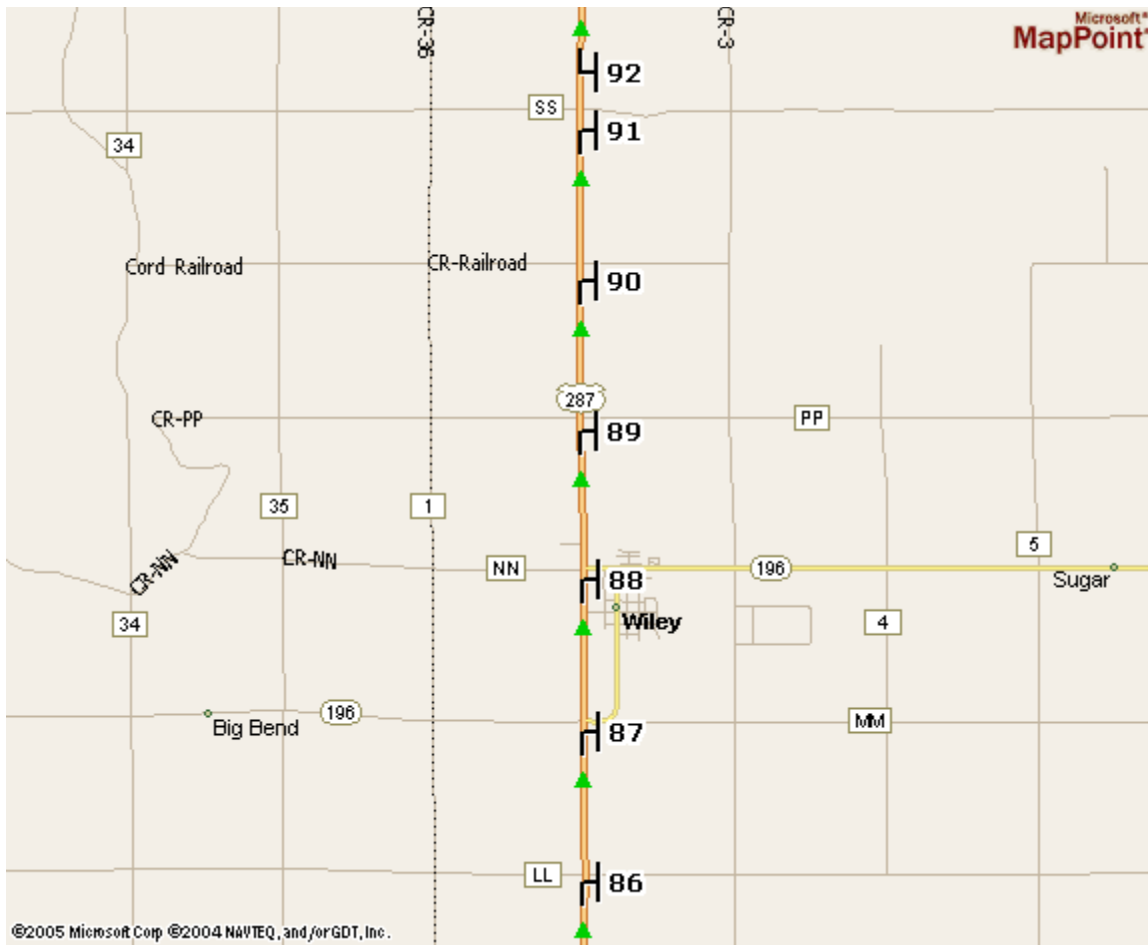 Microsoft®
MapPoint®
CR-36
CR-3
92
SS
91
34
Cord Railroad
CR-Railroad
90
287
CR-PP
PP
89
35
1
5
CR-NN
CR-NN
NN
88
196
Sugar
34
Wiley
4
196
Big Bend
MM
87
LL
86
©2005 Microsoft Corp ©2004 NAVTEQ, and/or GDT, Inc.